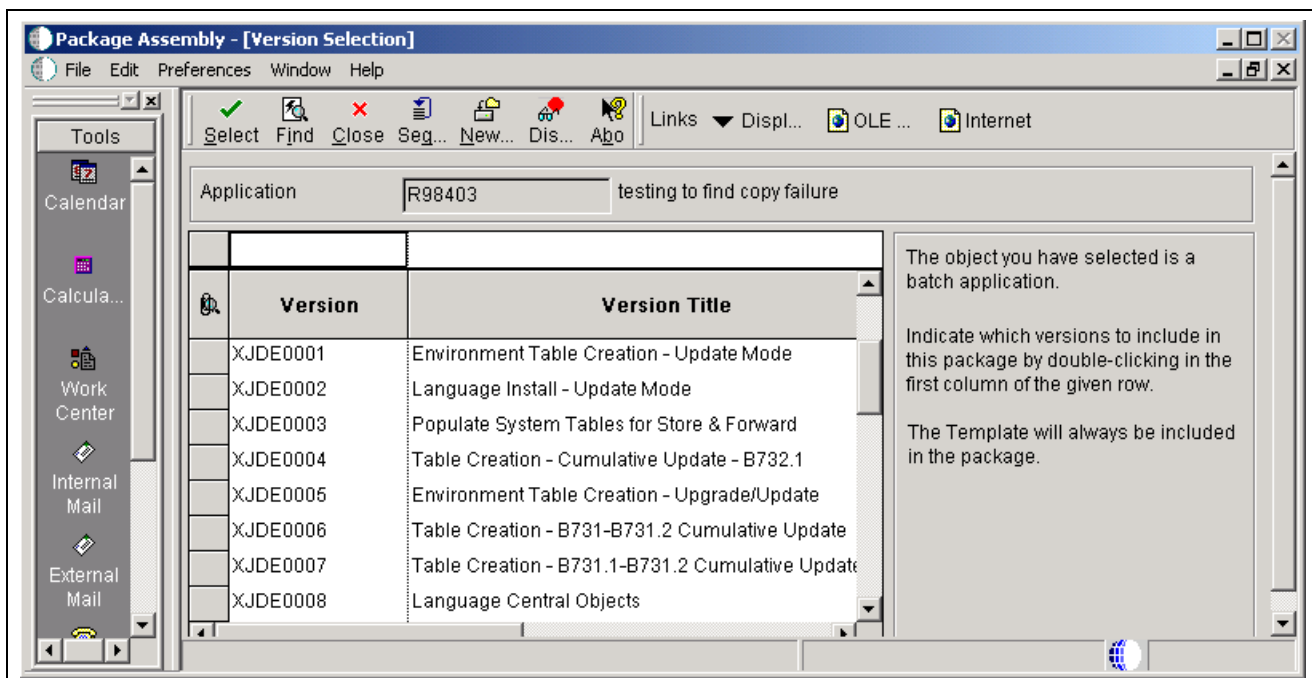 Package Assembly - [Version Selection]
File Edit Preferences Window Help
Tools
Calendar
Calcula...
Work
Center
Internal
Mail
External
Mail
Select Find Close Seq... New... Dis... Abo
Links Displ... OLE ... Internet
Application R98403 testing to find copy failure
Version Version Title
XJDE0001 Environment Table Creation - Update Mode
XJDE0002 Language Install - Update Mode
XJDE0003 Populate System Tables for Store & Forward
XJDE0004 Table Creation - Cumulative Update - B732.1
XJDE0005 Environment Table Creation - Upgrade/Update
XJDE0006 Table Creation - B731-B731.2 Cumulative Update
XJDE0007 Table Creation - B731.1-B731.2 Cumulative Update
XJDE0008 Language Central Objects
The object you have selected is a
batch application.
Indicate which versions to include in
this package by double-clicking in the
first column of the given row.
The Template will always be included
in the package.